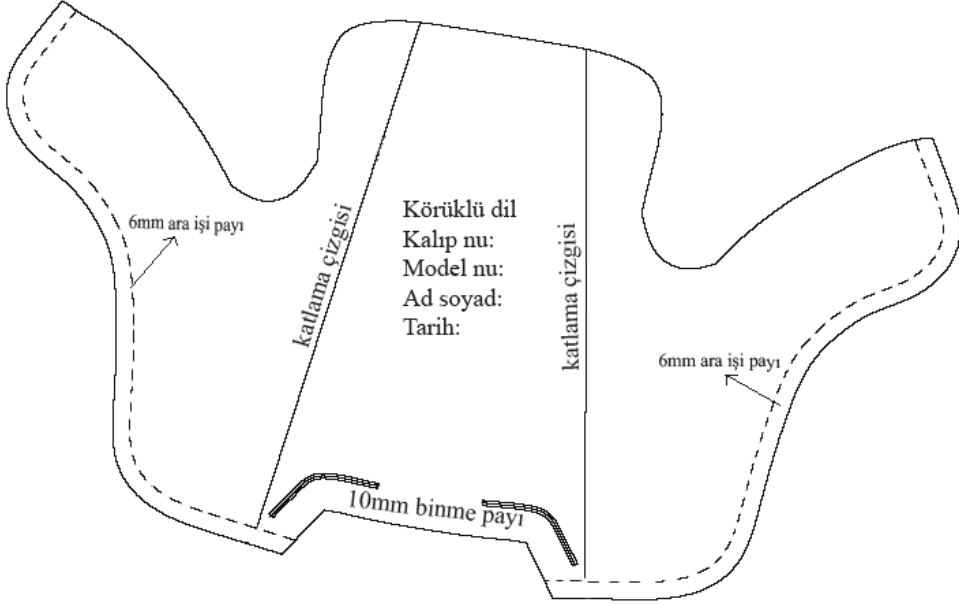 6mm ara işi payı
katlama çizgisi
Körüklü dil
Kalıp nu:
Model nu:
Ad soyad:
Tarih:
katlama çizgisi
6mm ara işi payı
10mm binme payı